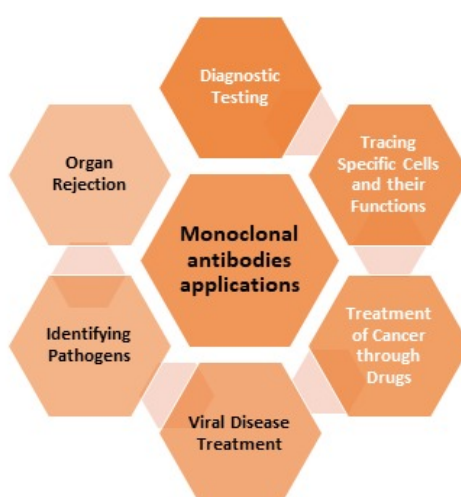 Diagnostic
Testing
Tracing
Specific Cells
and their
Functions
Treatment
of Cancer
through
Drugs
Viral Disease
Treatment
Identifying
Pathogens
Organ
Rejection
Monoclonal
antibodies
applications